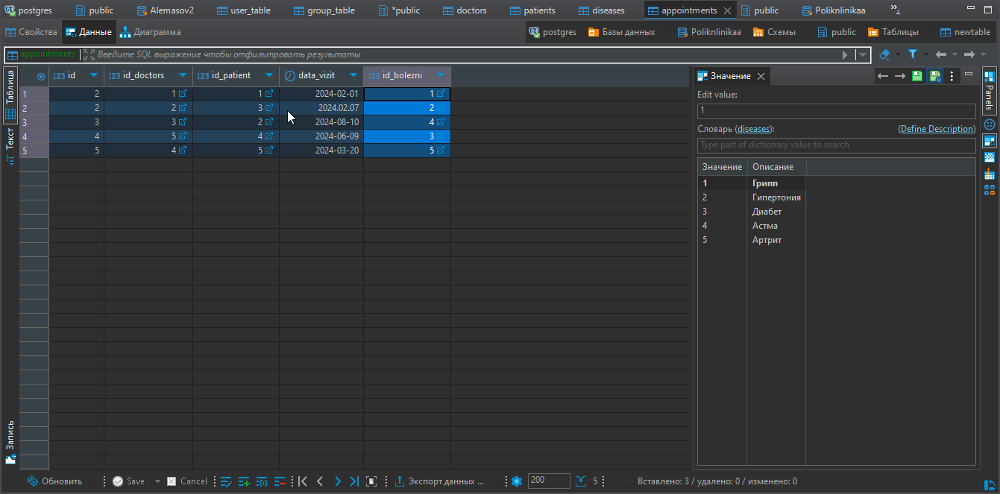 postgres public Alemasov2 user_table group_table *public doctors patients diseases appointments public Poliknlinikaa »4
Свойства Данные Диаграмма postgres Базы данных Poliknlinikaa Схемы public Таблицы newtable
appointments Введите SQL выражение чтобы отфильтровать результаты
Таблица
Текст
Запись
123 id 123 id_doctors 123 id_patient data_vizit 123 id_bolezni
1 2 1 1 2024-02-01 1
2 2 2 3 2024.02.07 2
3 3 3 2 2024-08-10 4
4 4 5 4 2024-06-09 3
5 5 4 5 2024-03-20 5
Значение
Edit value:
1
Словарь (diseases): (Define Description)
Type part of dictionary value to search
Значение Описание
1 Грипп
2 Гипертония
3 Диабет
4 Астма
5 Артрит
Panels
Обновить Save Cancel Экспорт данных ... 200 5 Вставлено: 3 / удалено: 0 / изменено: 0